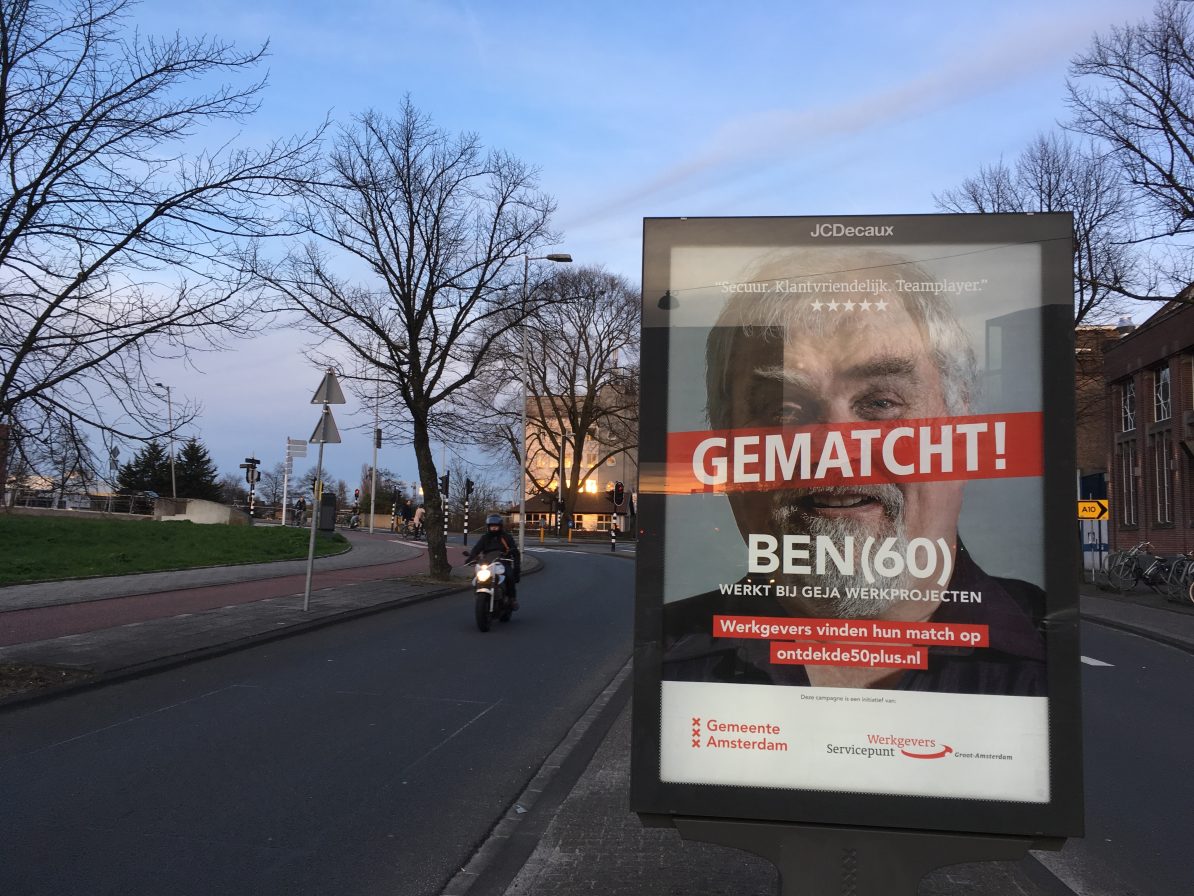 JCDecaux
"Secuur. Klantvriendelijk. Teamplayer."
GEMATCHT!
BEN(60)
WERKT BIJ GEJA WERKPROJECTEN
Werkgevers vinden hun match op
ontdekde50plus.nl
Deze campagne is een initiatief van:
Gemeente
Amsterdam
Werkgevers
Servicepunt
Groot-Amsterdam
A10